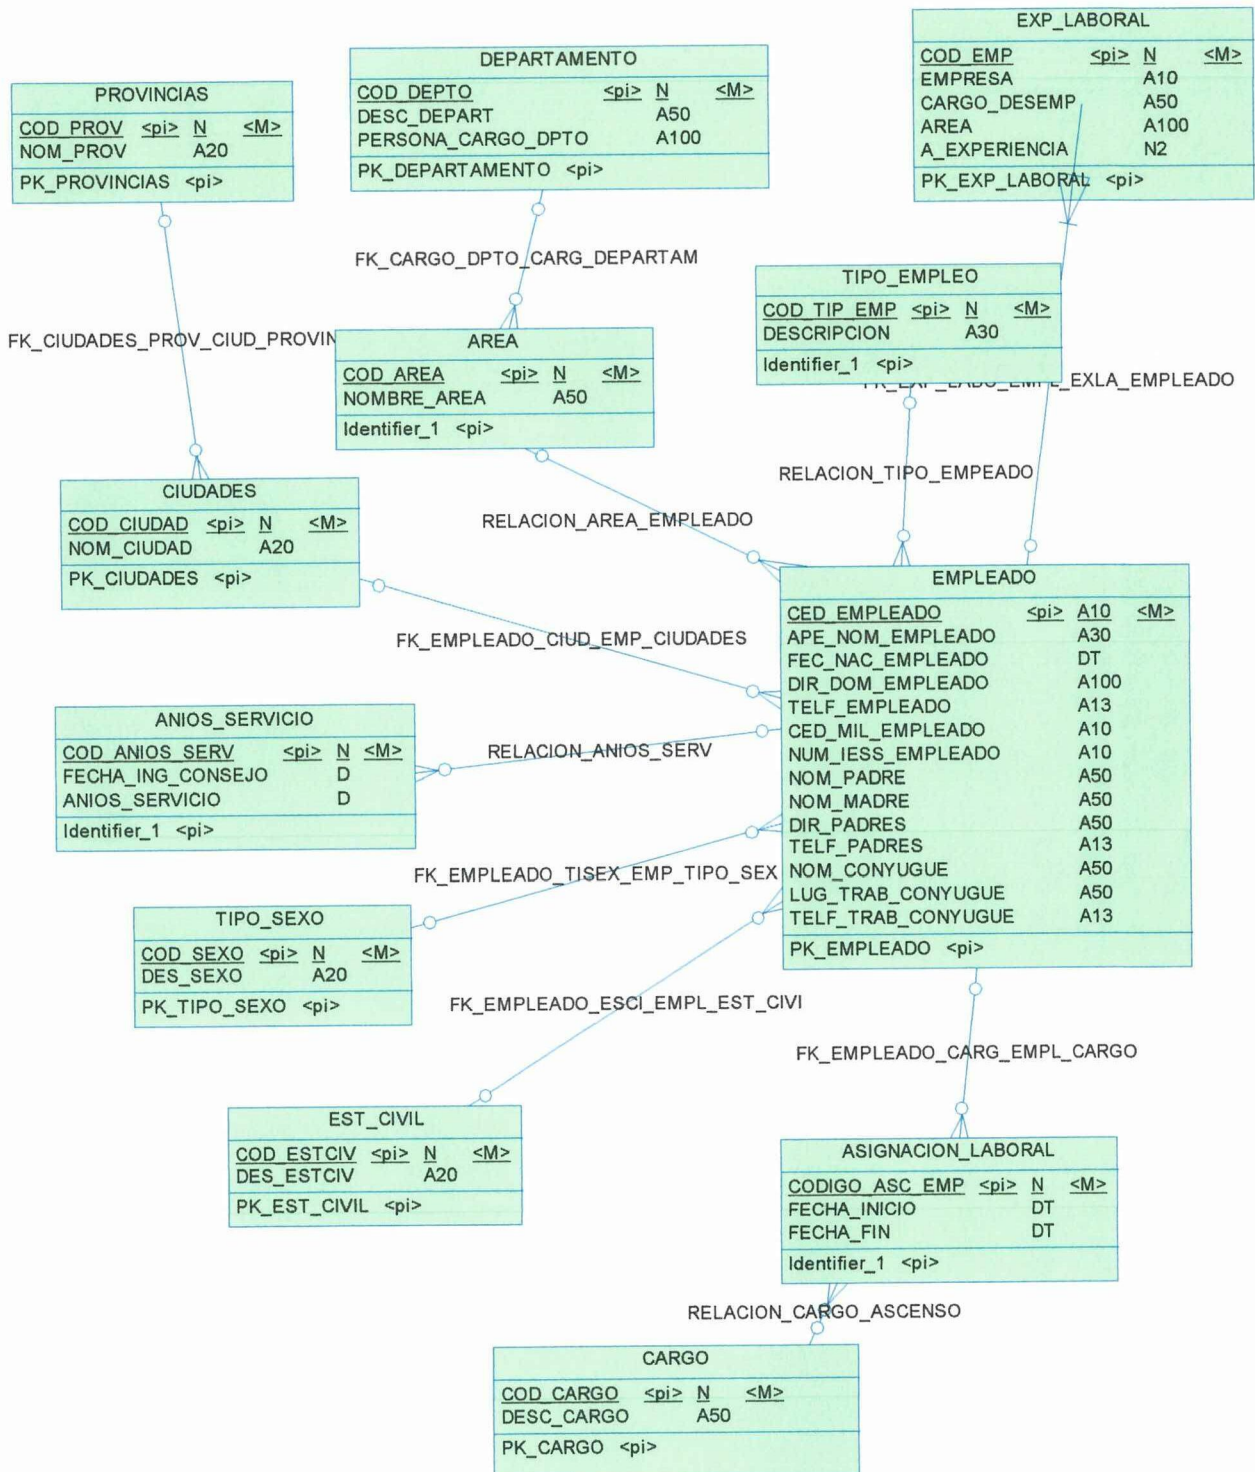 PROVINCIAS
COD_PROV <pi> N <M>
NOM_PROV A20
PK_PROVINCIAS <pi>
DEPARTAMENTO
COD_DEPTO <pi> N <M>
DESC_DEPART A50
PERSONA_CARGO_DPTO A100
PK_DEPARTAMENTO <pi>
EXP_LABORAL
COD_EMP <pi> N <M>
EMPRESA A10
CARGO_DESEMP A50
AREA A100
A_EXPERIENCIA N2
PK_EXP_LABORAL <pi>
FK_CARGO_DPTO_CARG_DEPARTAM
TIPO_EMPLEO
COD_TIP_EMP <pi> N <M>
DESCRIPCION A30
Identifier_1 <pi>
FK_CIUDADES_PROV_CIUD_PROVIN
AREA
COD_AREA <pi> N <M>
NOMBRE_AREA A50
Identifier_1 <pi>
FK_EXP_LABO_EMPL_EXLA_EMPLEADO
RELACION_TIPO_EMPEADO
CIUDADES
COD_CIUDAD <pi> N <M>
NOM_CIUDAD A20
PK_CIUDADES <pi>
RELACION_AREA_EMPLEADO
EMPLEADO
CED_EMPLEADO <pi> A10 <M>
APE_NOM_EMPLEADO A30
FEC_NAC_EMPLEADO DT
DIR_DOM_EMPLEADO A100
TELF_EMPLEADO A13
CED_MIL_EMPLEADO A10
NUM_IESS_EMPLEADO A10
NOM_PADRE A50
NOM_MADRE A50
DIR_PADRES A50
TELF_PADRES A13
NOM_CONYUGUE A50
LUG_TRAB_CONYUGUE A50
TELF_TRAB_CONYUGUE A13
PK_EMPLEADO <pi>
FK_EMPLEADO_CIUD_EMP_CIUDADES
ANIOS_SERVICIO
COD_ANIOS_SERV <pi> N <M>
FECHA_ING_CONSEJO D
ANIOS_SERVICIO D
Identifier_1 <pi>
RELACION_ANIOS_SERV
FK_EMPLEADO_TISEX_EMP_TIPO_SEX
TIPO_SEXO
COD_SEXO <pi> N <M>
DES_SEXO A20
PK_TIPO_SEXO <pi>
FK_EMPLEADO_ESCI_EMPL_EST_CIVI
FK_EMPLEADO_CARG_EMPL_CARGO
EST_CIVIL
COD_ESTCIV <pi> N <M>
DES_ESTCIV A20
PK_EST_CIVIL <pi>
ASIGNACION_LABORAL
CODIGO_ASC_EMP <pi> N <M>
FECHA_INICIO DT
FECHA_FIN DT
Identifier_1 <pi>
RELACION_CARGO_ASCENSO
CARGO
COD_CARGO <pi> N <M>
DESC_CARGO A50
PK_CARGO <pi>